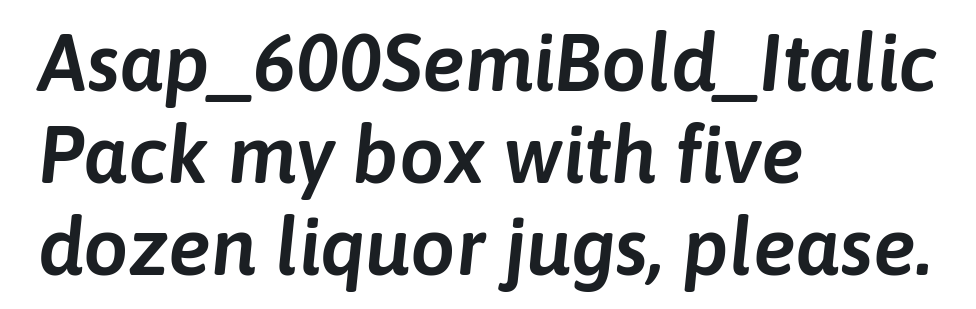 Asap_600SemiBold_Italic
Pack my box with five
dozen liquor jugs, please.